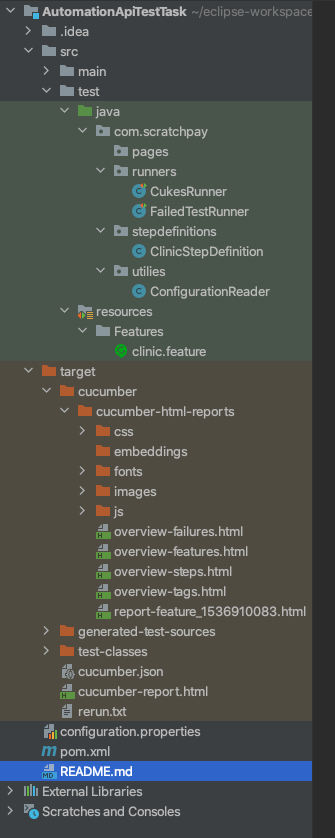 AutomationApiTestTask ~/eclipse-workspace
.idea
src
main
test
java
com.scratchpay
pages
runners
CukesRunner
FailedTestRunner
stepdefinitions
ClinicStepDefinition
utilies
ConfigurationReader
resources
Features
clinic.feature
target
cucumber
cucumber-html-reports
css
embeddings
fonts
images
js
overview-failures.html
overview-features.html
overview-steps.html
overview-tags.html
report-feature_1536910083.html
generated-test-sources
test-classes
cucumber.json
cucumber-report.html
rerun.txt
configuration.properties
pom.xml
README.md
External Libraries
Scratches and Consoles